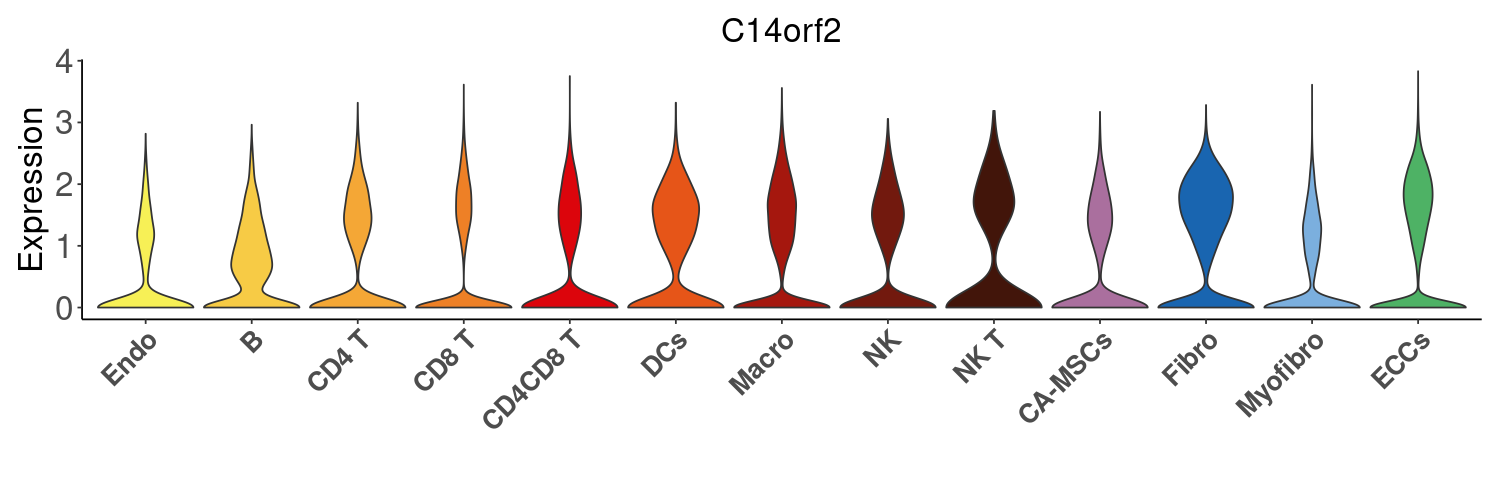 C14orf2
Expression
4
3
2
1
0
Endo
B
CD4 T
CD8 T
CD4CD8 T
DCs
Macro
NK
NK T
CA-MSCs
Fibro
Myofibro
ECCs